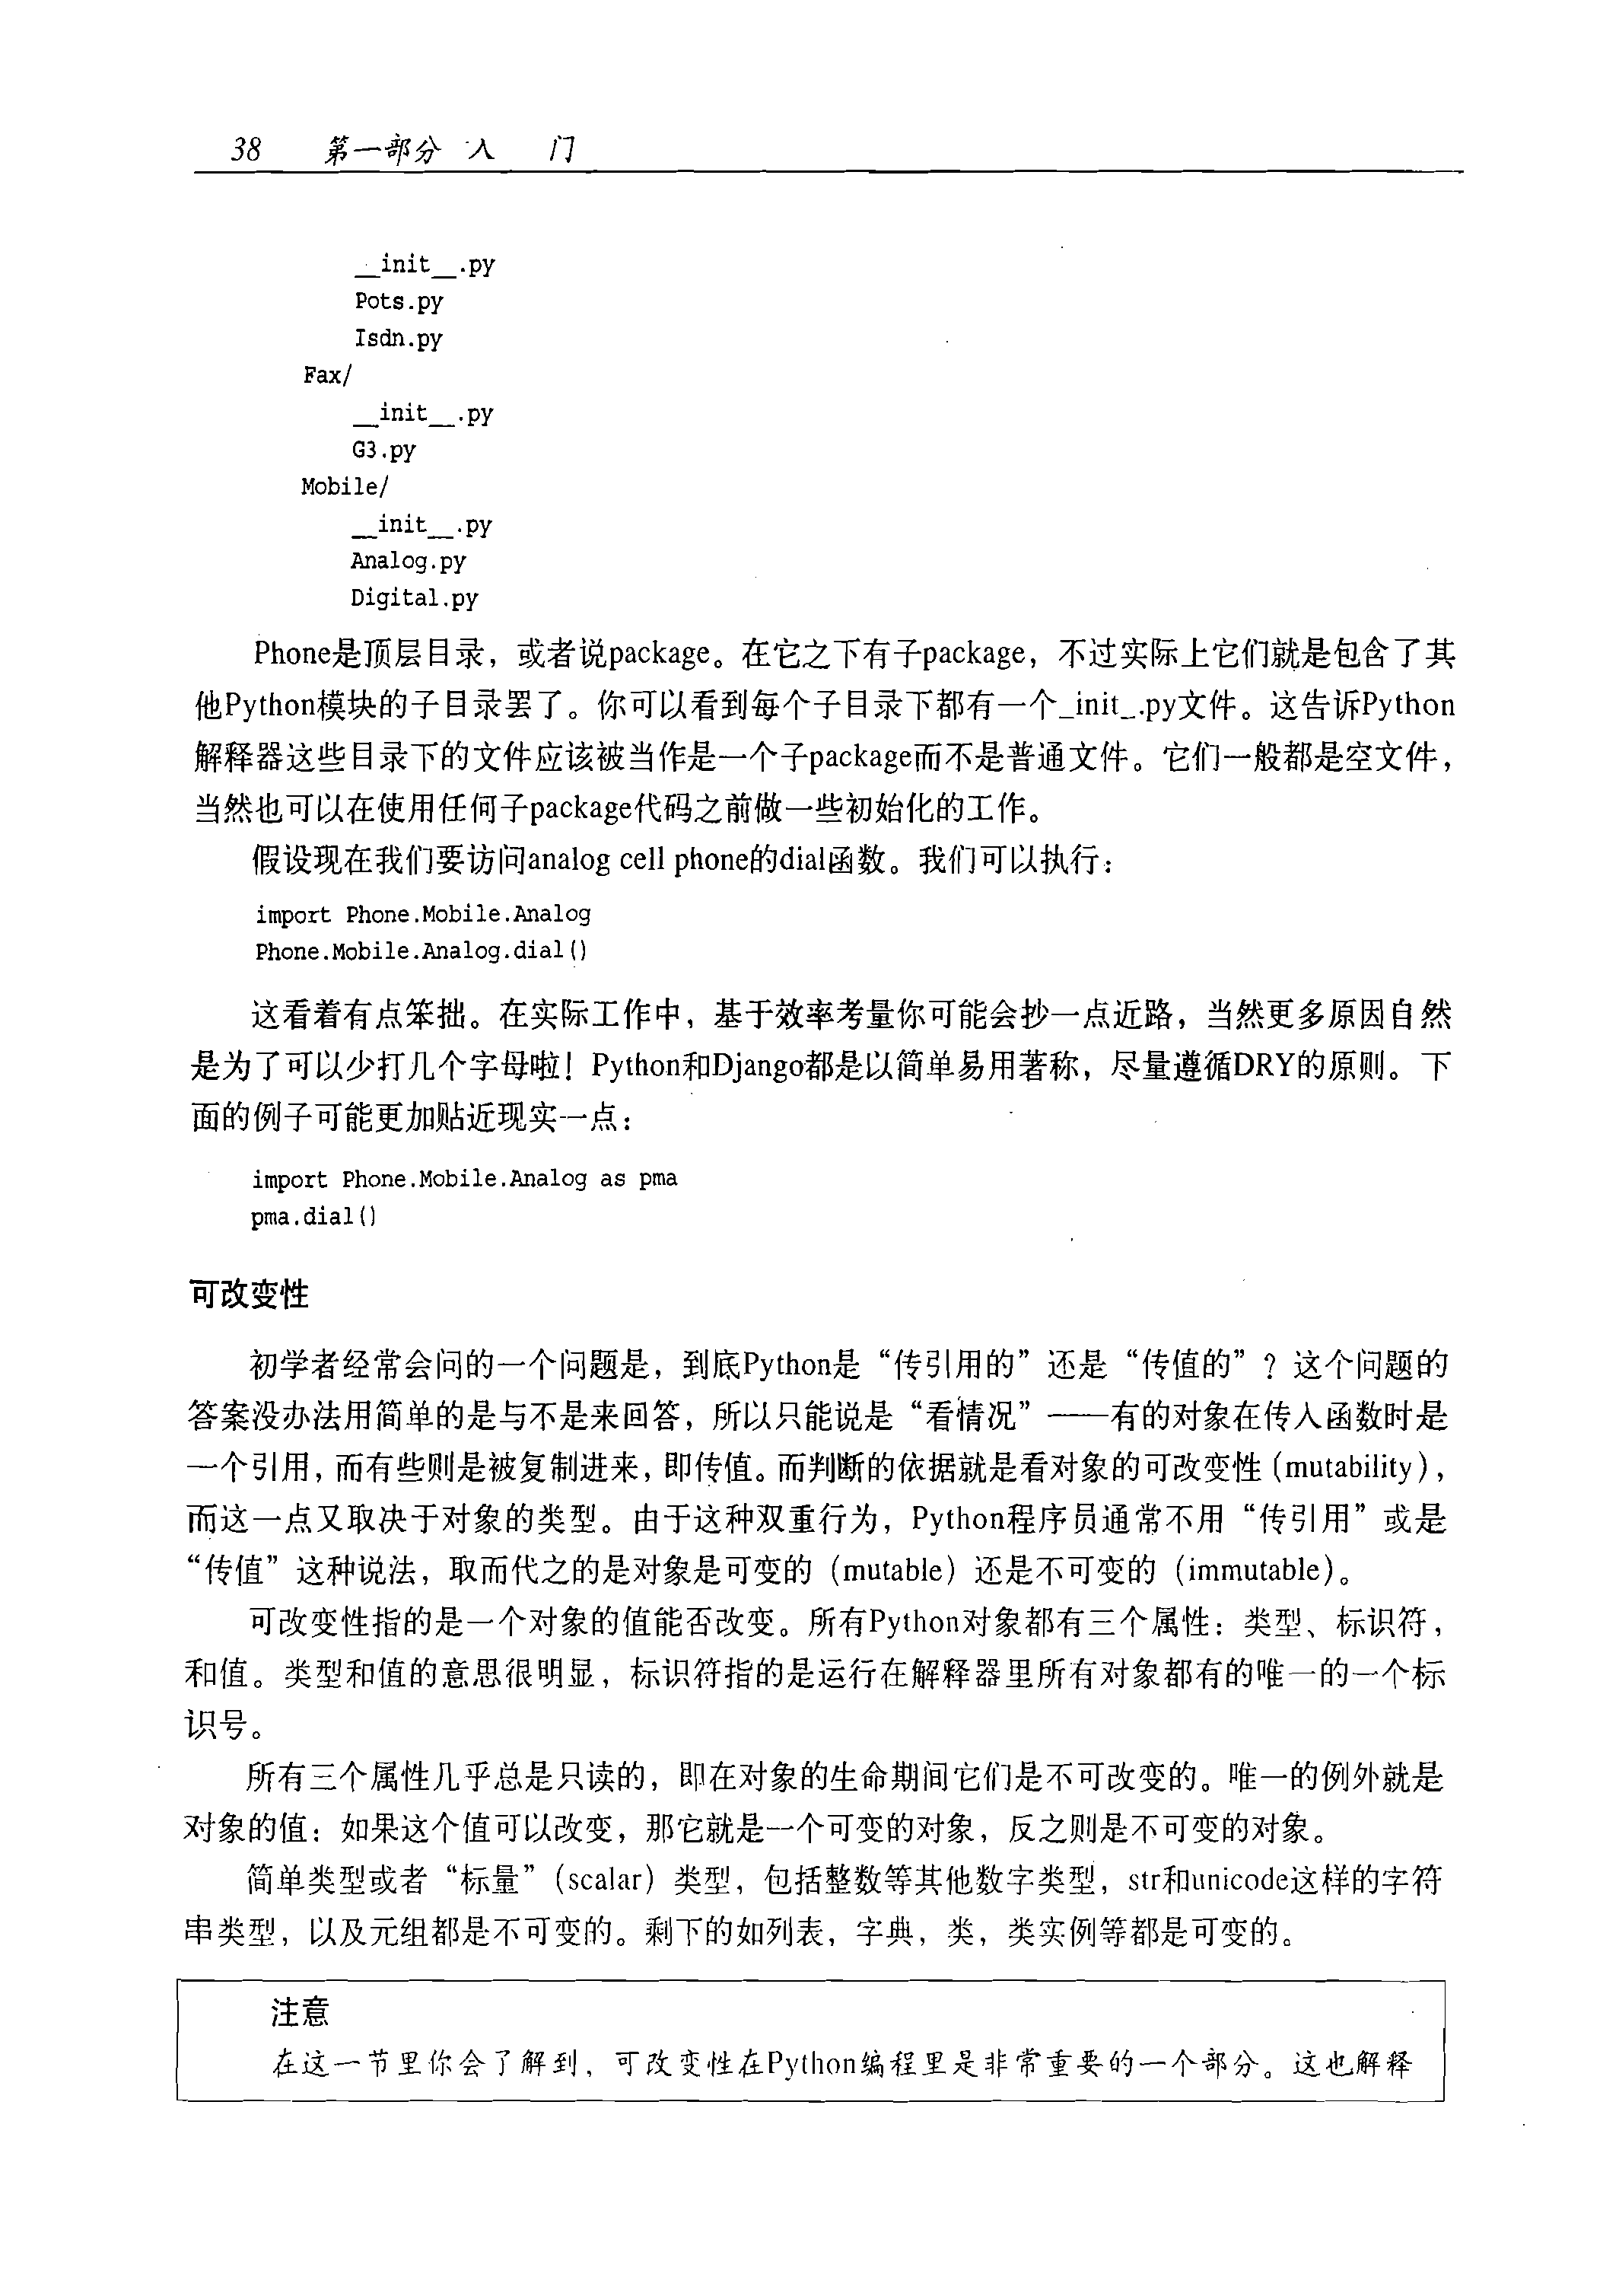 38 第一部分 入 门
__init__.py
Pots.py
Isdn.py
Fax/
__init__.py
G3.py
Mobile/
__init__.py
Analog.py
Digital.py
Phone是顶层目录，或者说package。在它之下有子package，不过实际上它们就是包含了其
他Python模块的子目录罢了。你可以看到每个子目录下都有一个_init_.py文件。这告诉Python
解释器这些目录下的文件应该被当作是一个子package而不是普通文件。它们一般都是空文件，
当然也可以在使用任何子package代码之前做一些初始化的工作。
假设现在我们要访问analog cell phone的dial函数。我们可以执行：
import Phone.Mobile.Analog
Phone.Mobile.Analog.dial()
这看着有点笨拙。在实际工作中，基于效率考量你可能会抄一点近路，当然更多原因自然
是为了可以少打几个字母啦！Python和Django都是以简单易用著称，尽量遵循DRY的原则。下
面的例子可能更加贴近现实一点：
import Phone.Mobile.Analog as pma
pma.dial()
可改变性
初学者经常会问的一个问题是，到底Python是“传引用的”还是“传值的”？这个问题的
答案没办法用简单的是与不是来回答，所以只能说是“看情况”——有的对象在传入函数时是
一个引用，而有些则是被复制进来，即传值。而判断的依据就是看对象的可改变性（mutability），
而这一点又取决于对象的类型。由于这种双重行为，Python程序员通常不用“传引用”或是
“传值”这种说法，取而代之的是对象是可变的（mutable）还是不可变的（immutable）。
可改变性指的是一个对象的值能否改变。所有Python对象都有三个属性：类型、标识符，
和值。类型和值的意思很明显，标识符指的是运行在解释器里所有对象都有的唯一的一个标
识号。
所有三个属性几乎总是只读的，即在对象的生命期间它们是不可改变的。唯一的例外就是
对象的值：如果这个值可以改变，那它就是一个可变的对象，反之则是不可变的对象。
简单类型或者“标量”（scalar）类型，包括整数等其他数字类型，str和unicode这样的字符
串类型，以及元组都是不可变的。剩下的如列表，字典，类，类实例等都是可变的。
注意
在这一节里你会了解到，可改变性在Python编程里是非常重要的一个部分。这也解释